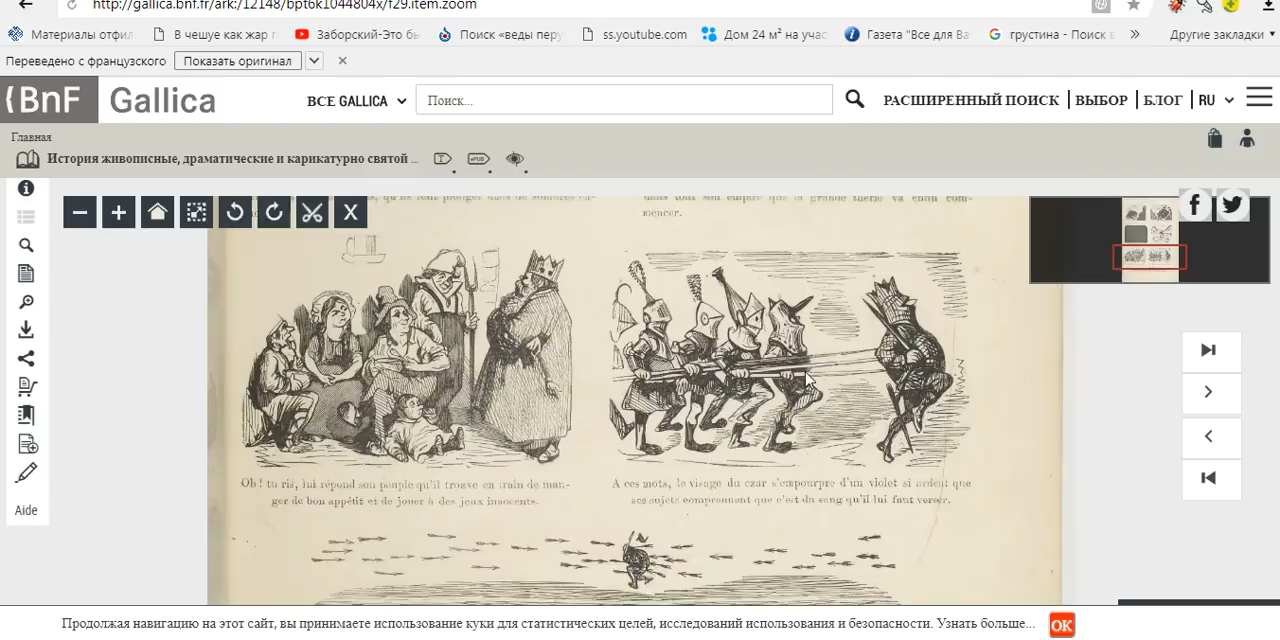 http://gallica.bnf.fr/ark:/12148/bpt6k1044804x/f29.item.zoom
Материалы отфил
В чешуе как жар г
Заборский-Это бы
Поиск «веды перу
ss.youtube.com
Дом 24 м² на учас
Газета "Все для Ва
грустина - Поиск в
»
Другие закладки
Переведено с французского
Показать оригинал
BnF Gallica
ВСЕ GALLICA
Поиск...
РАСШИРЕННЫЙ ПОИСК
ВЫБОР
БЛОГ
RU
Главная
История живописные, драматические и карикатурно святой ...
mencer.
Oh! tu ris, lui répond son peuple qu'il trouve en train de man-
ger de bon appétit et de jouer à des jeux innocents.
A ces mots, le visage du czar s'empourpre d'un violet si ardent que
ses sujets comprennent que c'est du sang qu'il lui faut verser.
Aide
Продолжая навигацию на этот сайт, вы принимаете использование куки для статистических целей, исследований использования и безопасности. Узнать больше...
OK